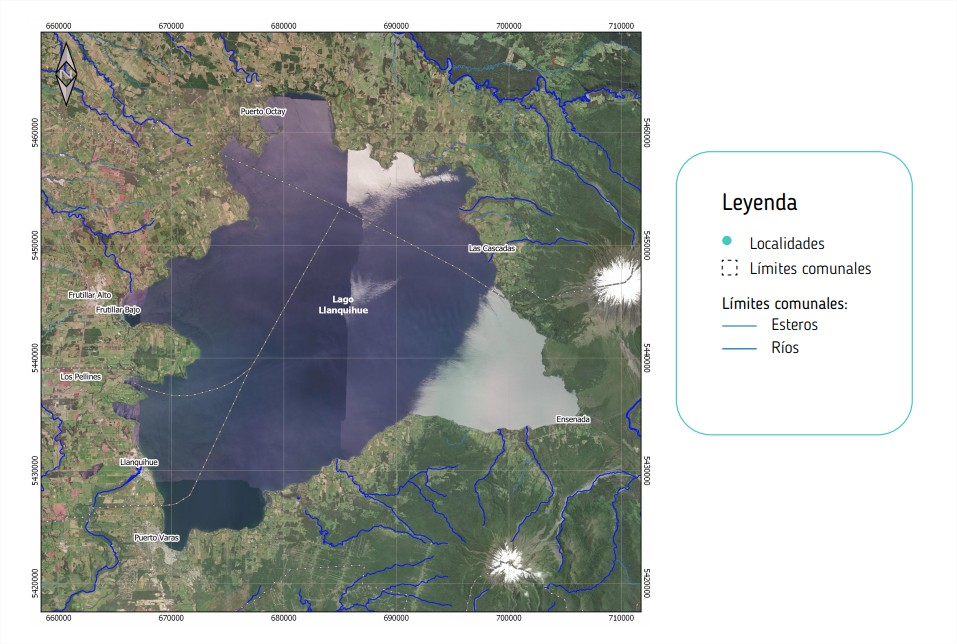 660000 670000 680000 690000 700000 710000
N
Puerto Octay
5460000 5460000
Las Cascadas
5450000 5450000
Frutillar Alto
Lago
Llanquihue
Frutillar Bajo
5440000 5440000
Los Pellines
Ensenada
Llanquihue
5430000 5430000
Puerto Varas
5420000 5420000
660000 670000 680000 690000 700000 710000
Leyenda
Localidades
Límites comunales
Límites comunales:
Esteros
Ríos